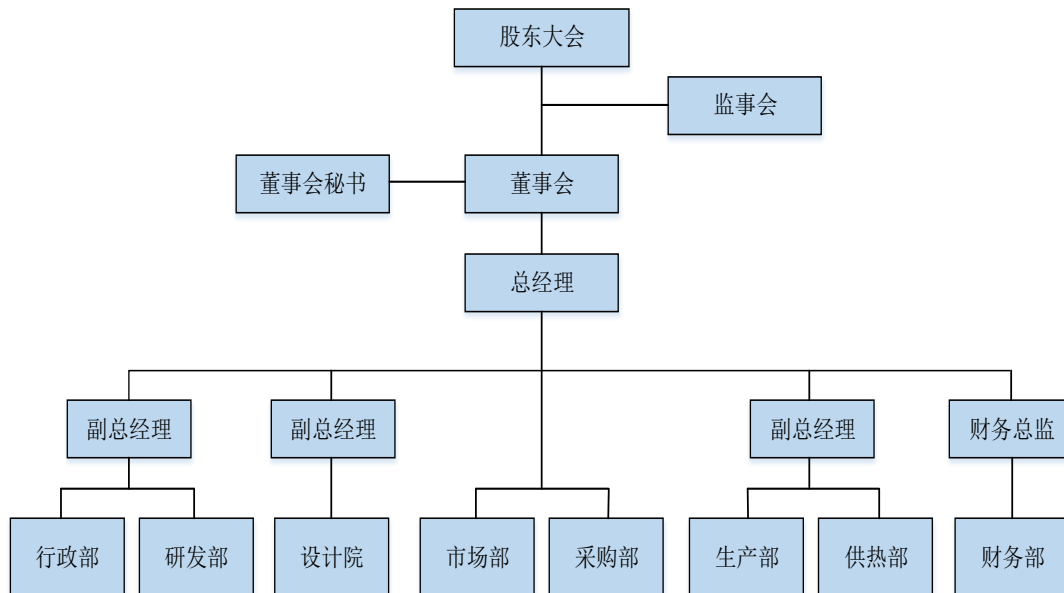 股东大会
监事会
董事会秘书
董事会
总经理
副总经理
副总经理
副总经理
财务总监
行政部
研发部
设计院
市场部
采购部
生产部
供热部
财务部